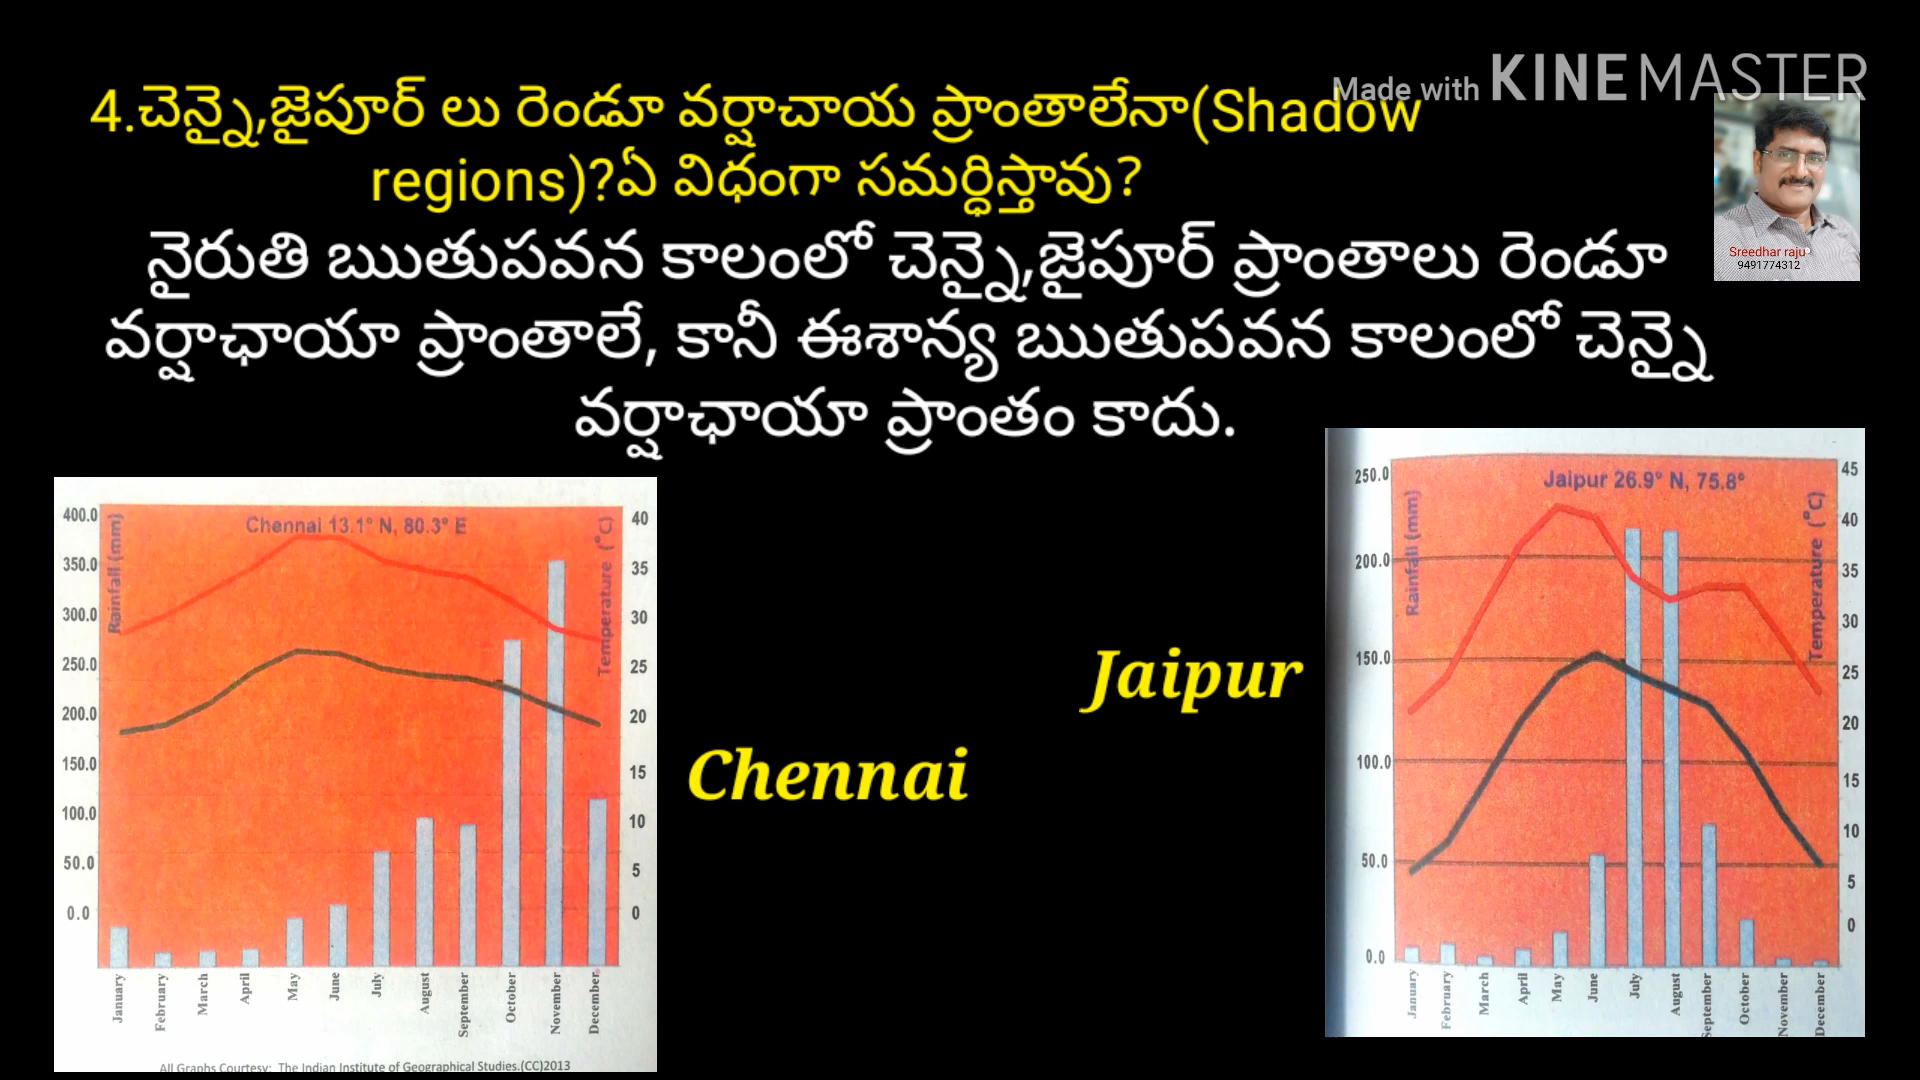 Made with KINEMASTER
4.చెన్నై,జైపూర్ లు రెండూ వర్షాచాయ ప్రాంతాలేనా(Shadow
regions)?ఏ విధంగా సమర్ధిస్తావు?
Sreedhar raju
9491774312
నైరుతి ఋతుపవన కాలంలో చెన్నై,జైపూర్ ప్రాంతాలు రెండూ
వర్షాఛాయా ప్రాంతాలే, కానీ ఈశాన్య ఋతుపవన కాలంలో చెన్నై
వర్షాఛాయా ప్రాంతం కాదు.
Chennai 13.1° N, 80.3° E
Rainfall (mm)
Temperature (°C)
400.0
350.0
300.0
250.0
200.0
150.0
100.0
50.0
0.0
40
35
30
25
20
15
10
5
0
January
February
March
April
May
June
July
August
September
October
November
December
All Graphs Courtesy: The Indian Institute of Geographical Studies.(CC)2013
Chennai
Jaipur
Jaipur 26.9° N, 75.8°
Rainfall (mm)
Temperature (°C)
250.0
200.0
150.0
100.0
50.0
0.0
45
40
35
30
25
20
15
10
5
0
January
February
March
April
May
June
July
August
September
October
November
December